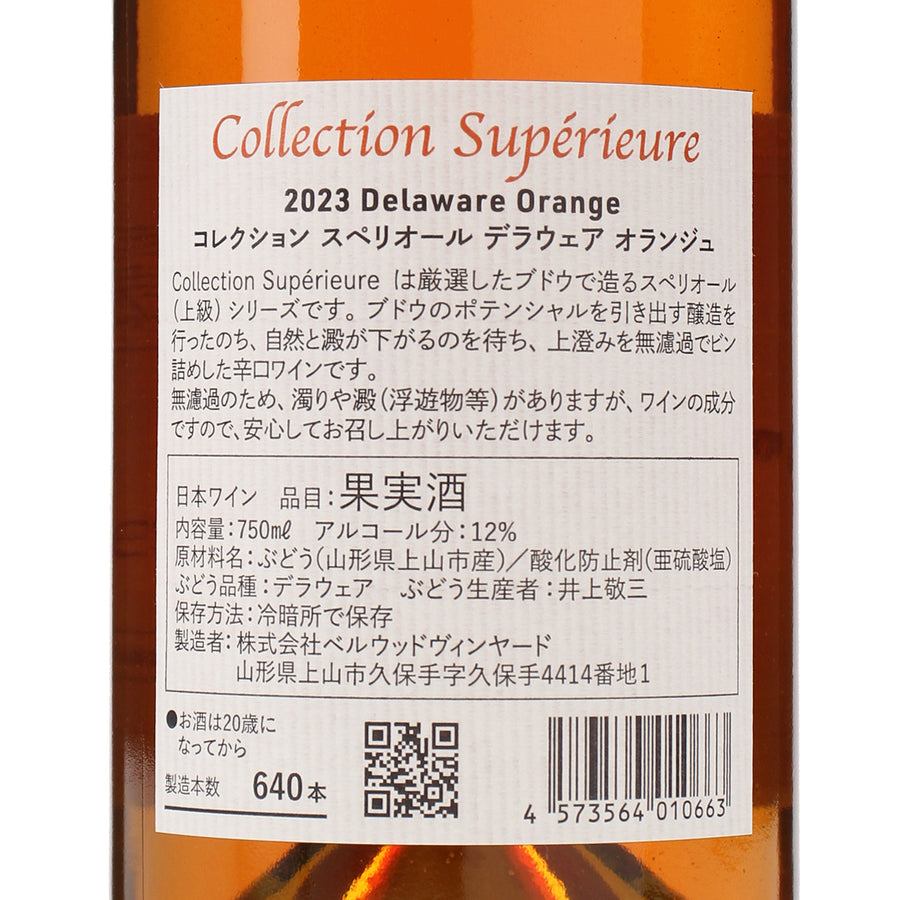 Collection Supérieure
2023 Delaware Orange
コレクション スペリオール デラウェア オランジュ
Collection Supérieure は厳選したブドウで造るスペリオール
（上級）シリーズです。ブドウのポテンシャルを引き出す醸造を
行ったのち、自然と澱が下がるのを待ち、上澄みを無濾過でビン
詰めした辛口ワインです。
無濾過のため、濁りや澱（浮遊物等）がありますが、ワインの成分
ですので、安心してお召し上がりいただけます。
日本ワイン 品目：果実酒
内容量：750㎖ アルコール分：12%
原材料名：ぶどう（山形県上山市産）／酸化防止剤（亜硫酸塩）
ぶどう品種：デラウェア ぶどう生産者：井上敬三
保存方法：冷暗所で保存
製造者：株式会社ベルウッドヴィンヤード
山形県上山市久保手字久保手4414番地1
●お酒は20歳に
なってから
製造本数 640本
4 573564 010663